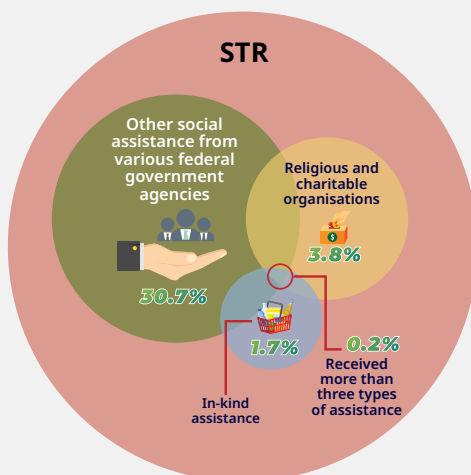 STR
Other social
assistance from
various federal
government
agencies
30.7%
Religious and
charitable
organisations
$
3.8%
1.7%
0.2%
Received
more than
three types
of assistance
In-kind
assistance